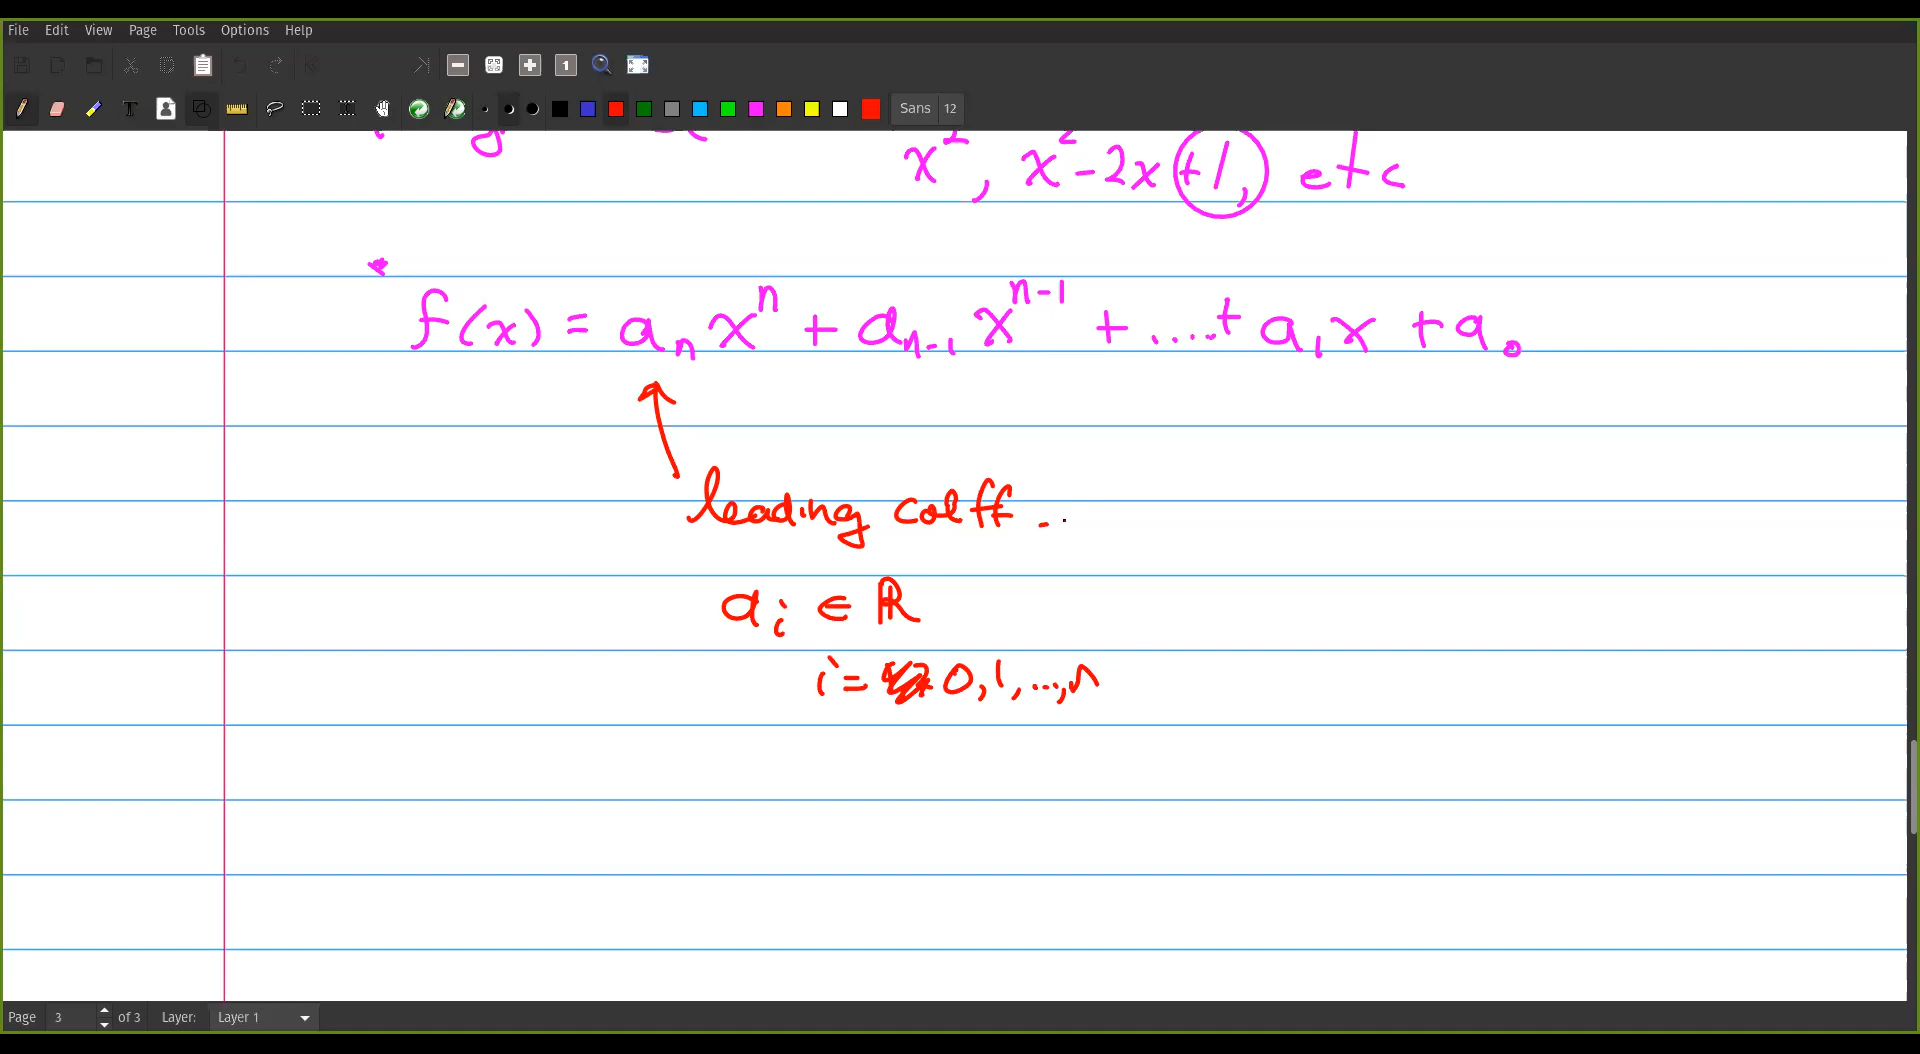 File Edit View Page Tools Options Help
Sans 12
x², x²-2x+1, etc
f(x) = aₙxⁿ + aₙ₋₁xⁿ⁻¹ + ....+ a₁x + a₀
leading coeff ..
aᵢ ∈ ℝ
i = 0,1,...,n
Page 3 of 3 Layer: Layer 1